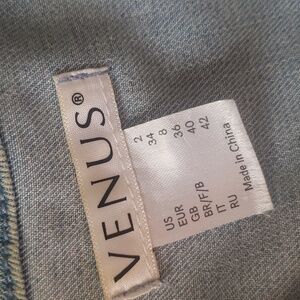 VENUS®
US 2
EUR 34
GB 8
BR/F/B 36
IT 40
RU 42
Made in China